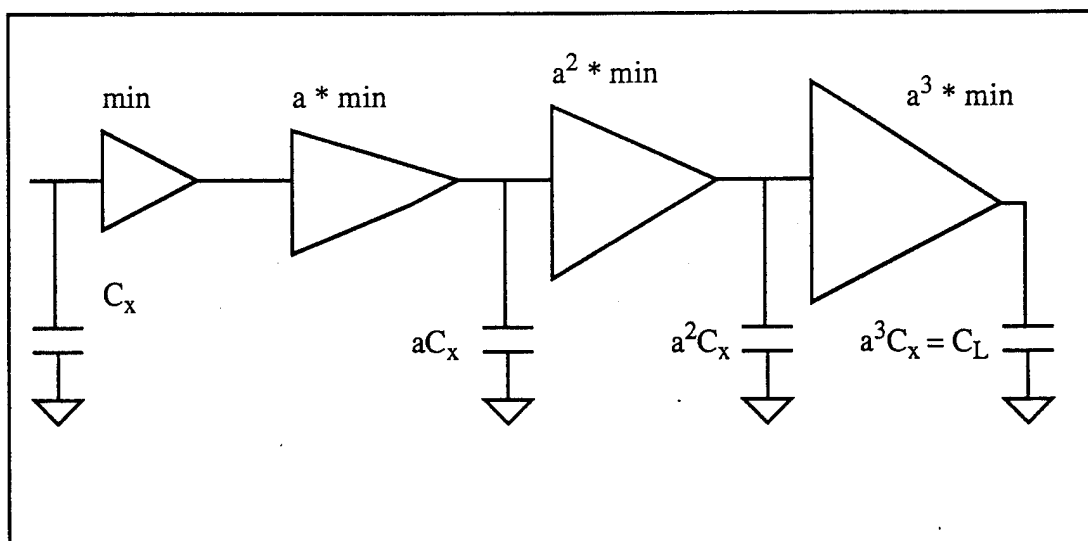 min
a * min
a² * min
a³ * min
Cₓ
aCₓ
a²Cₓ
a³Cₓ = C_L